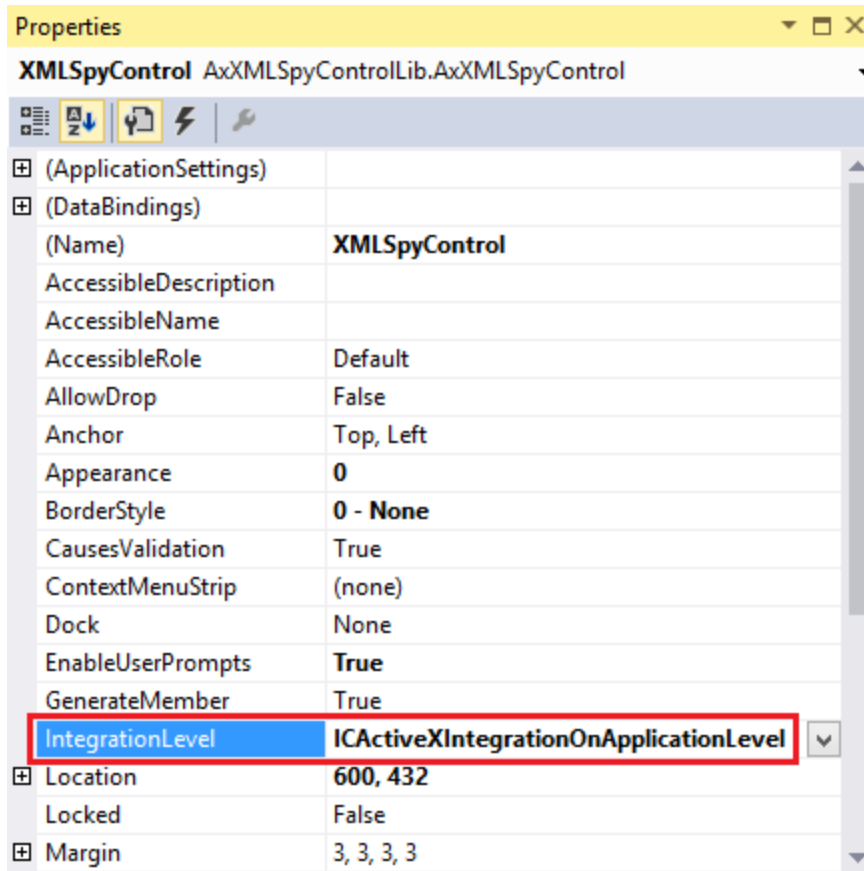 Properties
XMLSpyControl AxXMLSpyControlLib.AxXMLSpyControl
(ApplicationSettings)
(DataBindings)
(Name) XMLSpyControl
AccessibleDescription
AccessibleName
AccessibleRole Default
AllowDrop False
Anchor Top, Left
Appearance 0
BorderStyle 0 - None
CausesValidation True
ContextMenuStrip (none)
Dock None
EnableUserPrompts True
GenerateMember True
IntegrationLevel ICActiveXIntegrationOnApplicationLevel
Location 600, 432
Locked False
Margin 3, 3, 3, 3